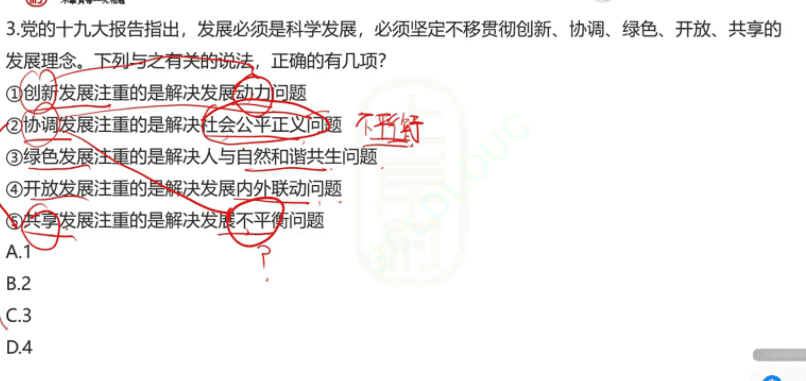 3.党的十九大报告指出，发展必须是科学发展，必须坚定不移贯彻创新、协调、绿色、开放、共享的
发展理念。下列与之有关的说法，正确的有几项？
①创新发展注重的是解决发展动力问题
②协调发展注重的是解决社会公平正义问题 不平衡
③绿色发展注重的是解决人与自然和谐共生问题
④开放发展注重的是解决发展内外联动问题
⑤共享发展注重的是解决发展不平衡问题
?
A.1
B.2
C.3
D.4